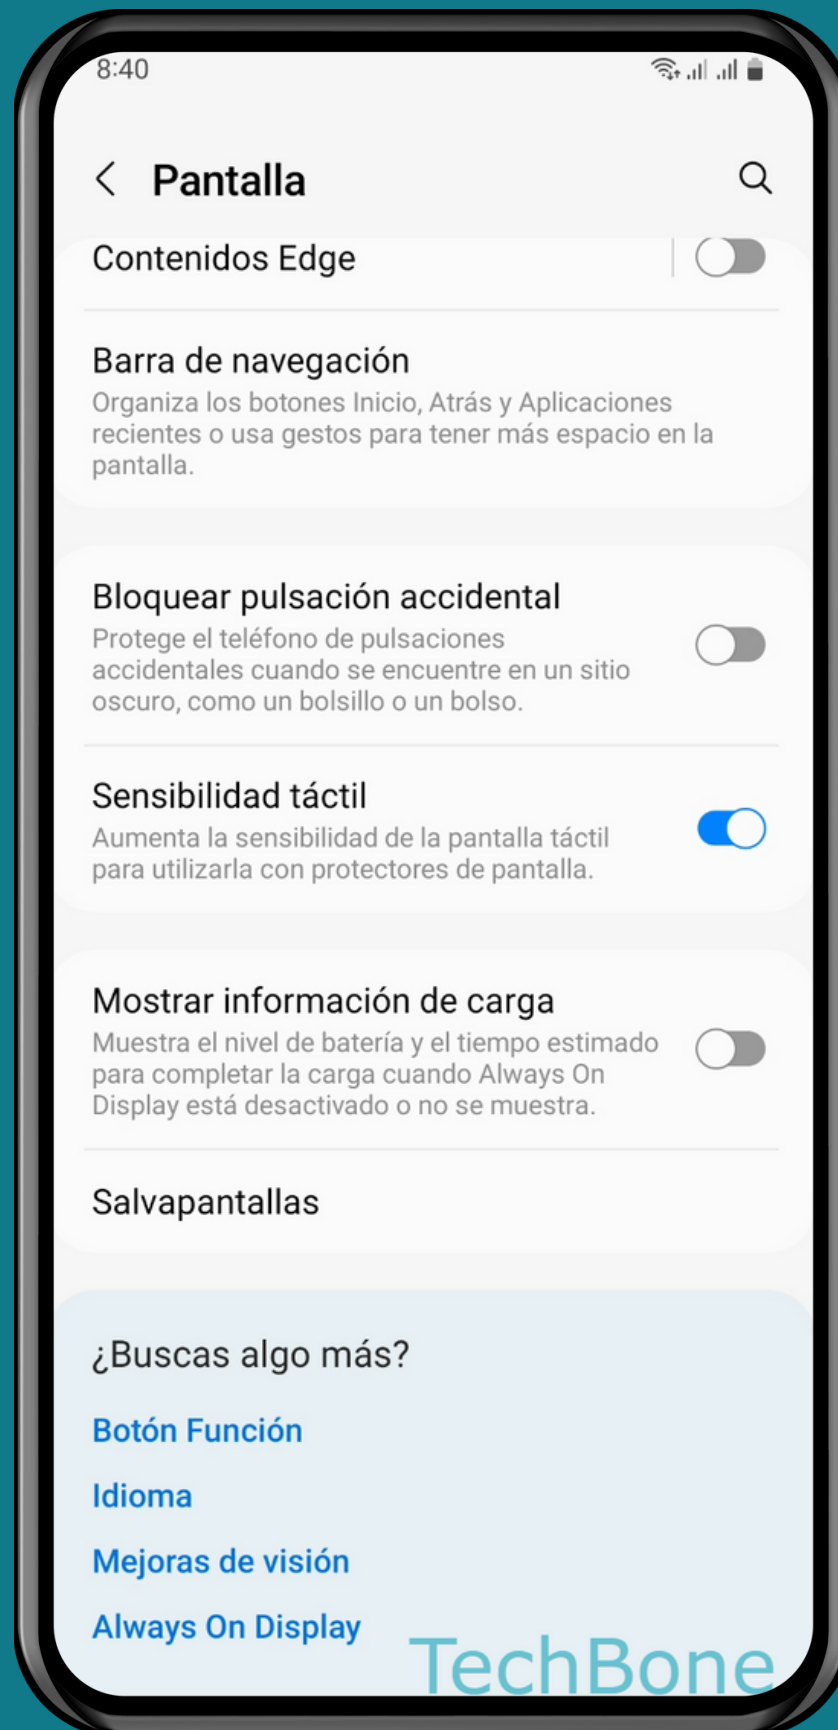 8:40
Pantalla
Contenidos Edge
Barra de navegación
Organiza los botones Inicio, Atrás y Aplicaciones
recientes o usa gestos para tener más espacio en la
pantalla.
Bloquear pulsación accidental
Protege el teléfono de pulsaciones
accidentales cuando se encuentre en un sitio
oscuro, como un bolsillo o un bolso.
Sensibilidad táctil
Aumenta la sensibilidad de la pantalla táctil
para utilizarla con protectores de pantalla.
Mostrar información de carga
Muestra el nivel de batería y el tiempo estimado
para completar la carga cuando Always On
Display está desactivado o no se muestra.
Salvapantallas
¿Buscas algo más?
Botón Función
Idioma
Mejoras de visión
Always On Display
TechBone